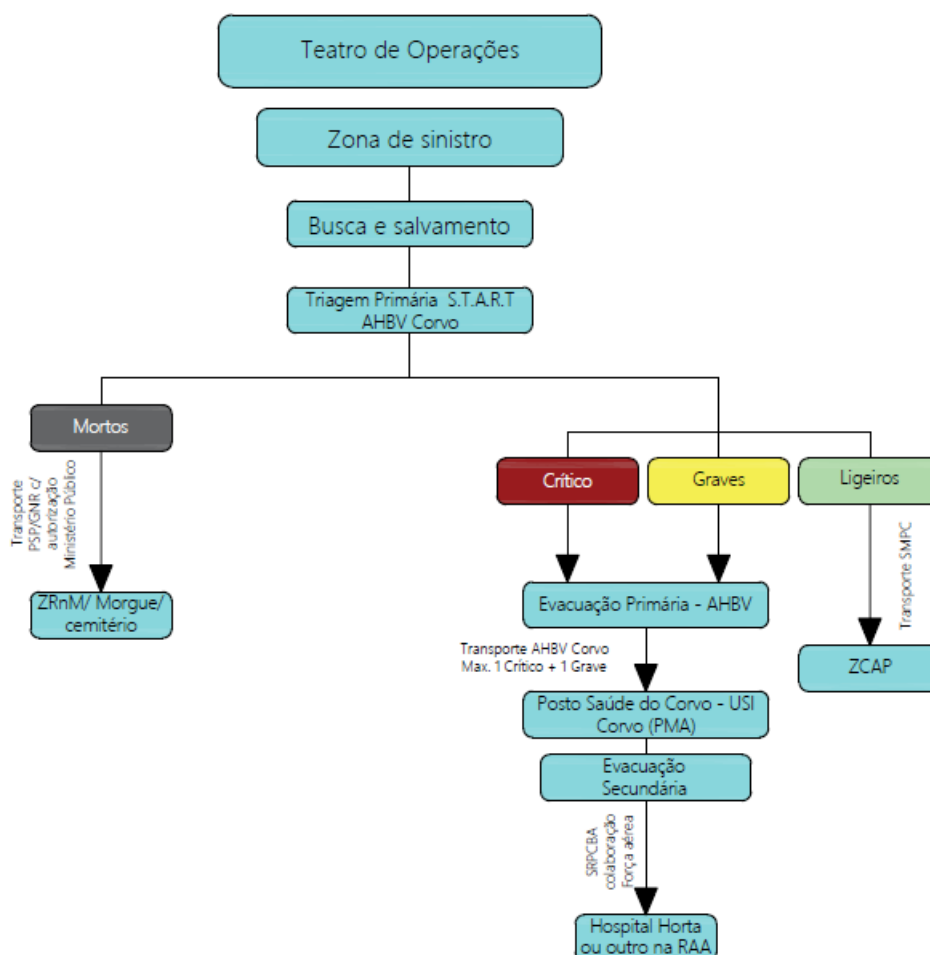 Teatro de Operações
Zona de sinistro
Busca e salvamento
Triagem Primária S.T.A.R.T
AHBV Corvo
Mortos
Crítico
Graves
Ligeiros
Transporte
PSP/GNR c/
autorização
Ministério Público
Transporte SMPC
ZRnM/ Morgue/
cemitério
Evacuação Primária - AHBV
Transporte AHBV Corvo
Max. 1 Crítico + 1 Grave
ZCAP
Posto Saúde do Corvo - USI
Corvo (PMA)
Evacuação
Secundária
SRPCBA
colaboração
Força aérea
Hospital Horta
ou outro na RAA